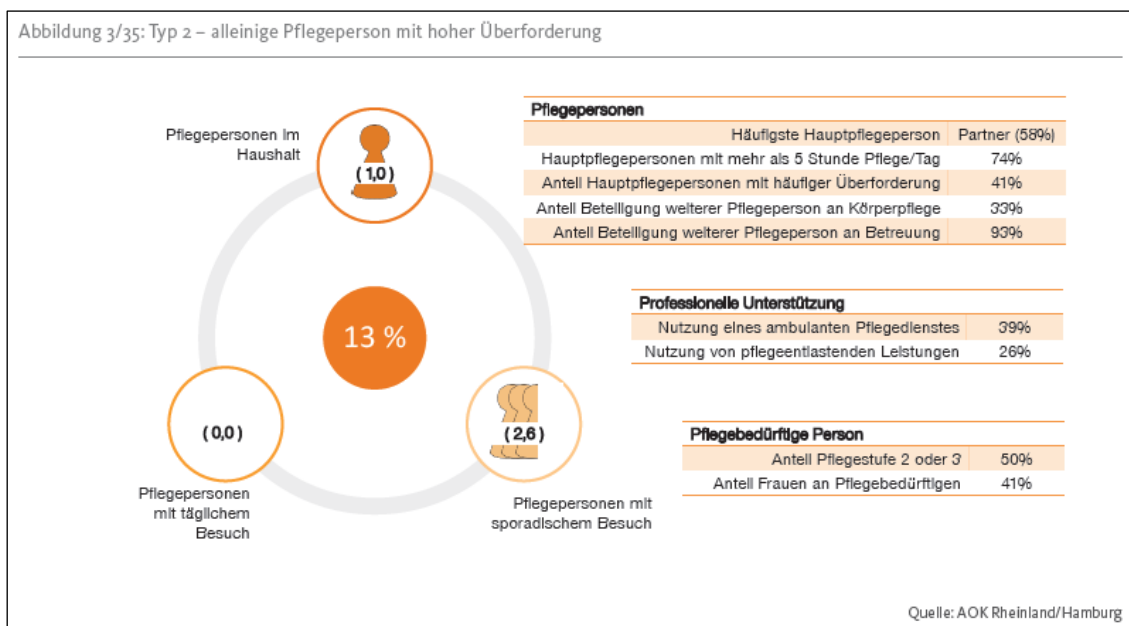 Abbildung 3/35: Typ 2 – alleinige Pflegeperson mit hoher Überforderung
Pflegepersonen im
Haushalt
( 1,0 )
13 %
( 0,0 )
Pflegepersonen
mit täglichem
Besuch
( 2,6 )
Pflegepersonen mit
sporadischem Besuch
Pflegepersonen
Häufigste Hauptpflegeperson Partner (58%)
Hauptpflegepersonen mit mehr als 5 Stunde Pflege/Tag 74%
Anteil Hauptpflegepersonen mit häufiger Überforderung 41%
Anteil Beteiligung weiterer Pflegeperson an Körperpflege 33%
Anteil Beteiligung weiterer Pflegeperson an Betreuung 93%
Professionelle Unterstützung
Nutzung eines ambulanten Pflegedienstes 39%
Nutzung von pflegeentlastenden Leistungen 26%
Pflegebedürftige Person
Anteil Pflegestufe 2 oder 3 50%
Anteil Frauen an Pflegebedürftigen 41%
Quelle: AOK Rheinland/Hamburg